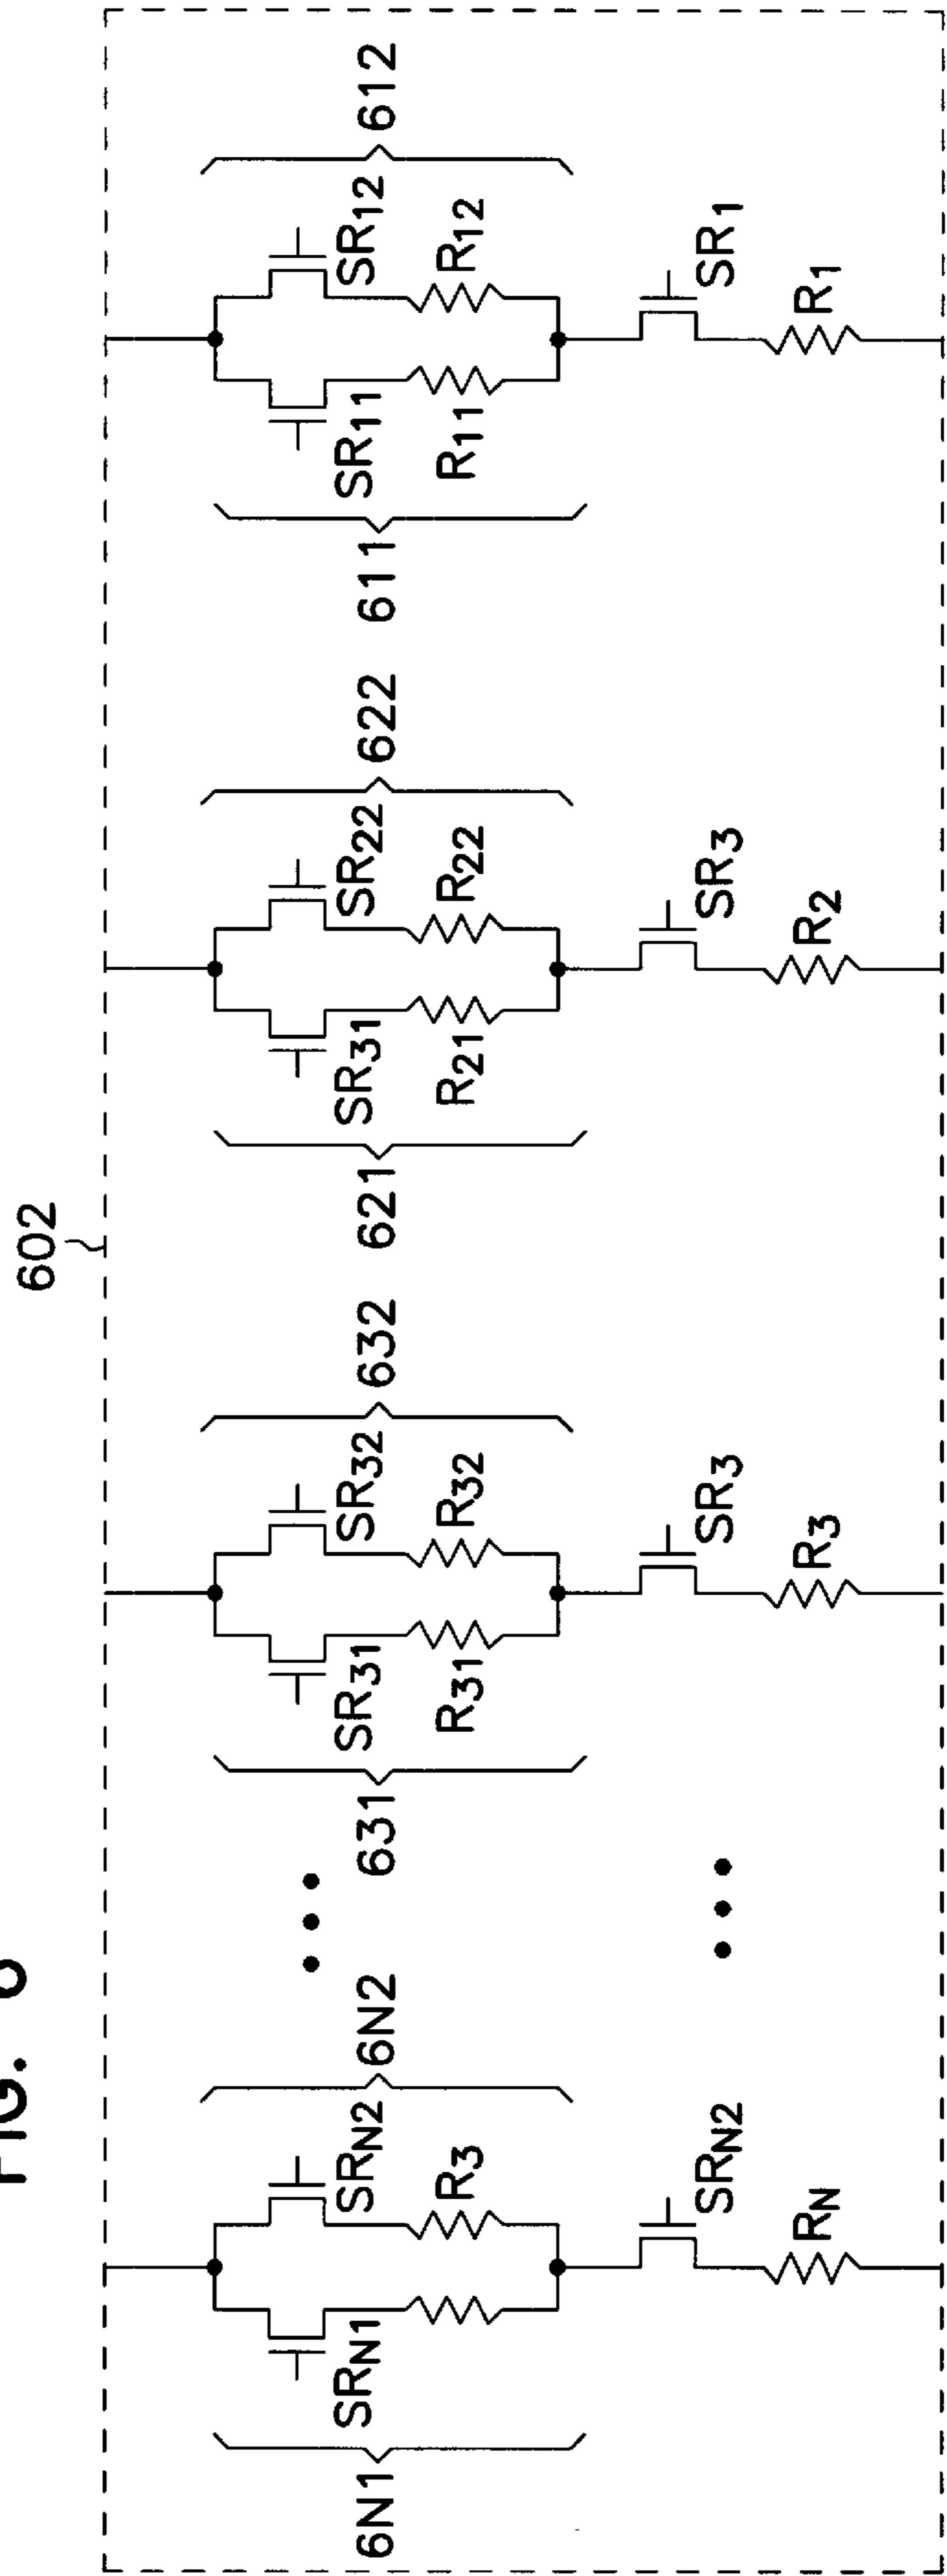 FIG. 6
602
SRN1 SRN2 SR31 SR32 SR31 SR22 SR11 SR12
6N1 6N2 631 632 621 622 611 612
R3 R31 R32 R21 R22 R11 R12
SRN2 SR3 SR3 SR1
RN R3 R2 R1